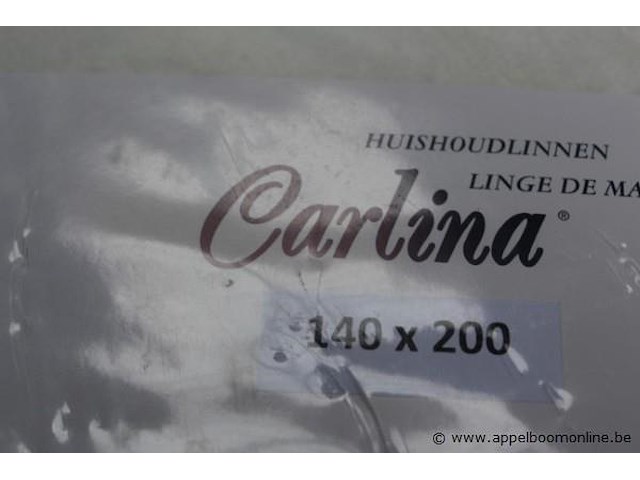 HUISHOUDLINNEN
LINGE DE MA
Carlina®
140 x 200
© www.appelboomonline.be